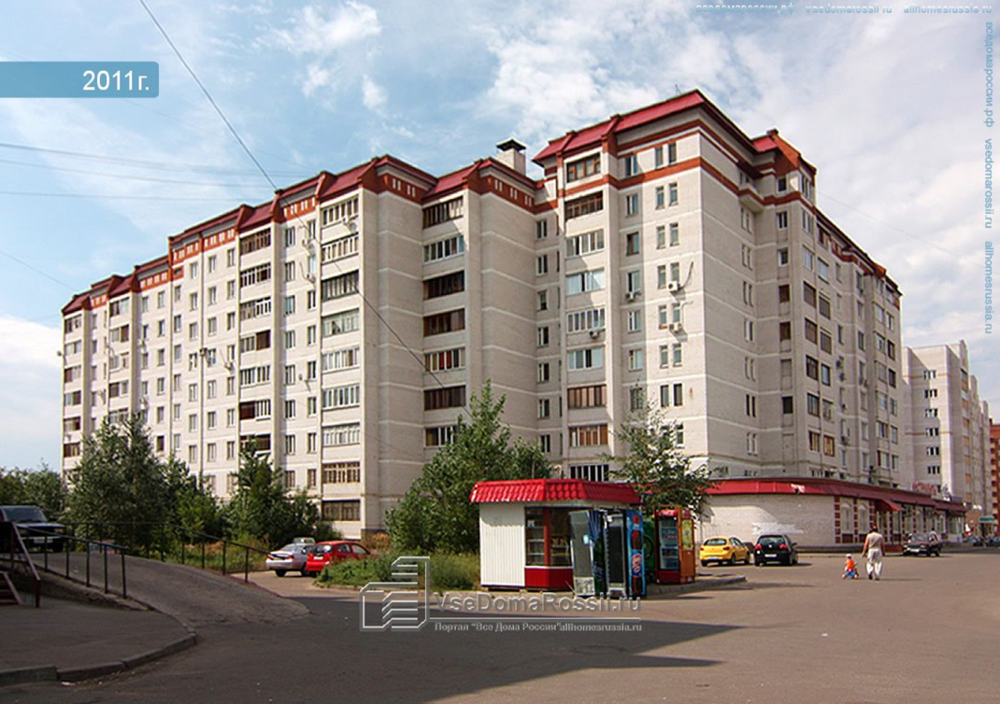 вседомароссии.рф vsedomarossii.ru allhomesrussia.ru
2011г.
вседомароссии.рф vsedomarossii.ru allhomesrussia.ru
VseDomaRossii.ru
Портал "Все Дома России"allhomesrussia.ru